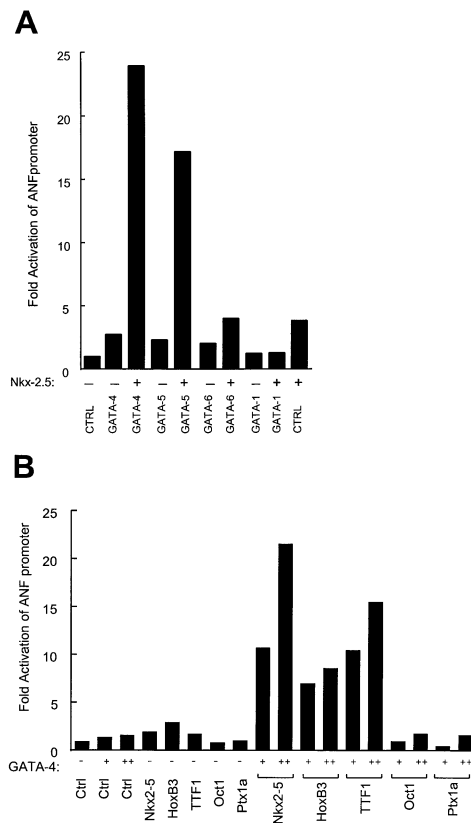 A
Fold Activation of ANFpromoter
25
20
15
10
5
0
Nkx-2.5: – – + – + – + – + +
CTRL GATA-4 GATA-4 GATA-5 GATA-5 GATA-6 GATA-6 GATA-1 GATA-1 CTRL
B
Fold Activation of ANF promoter
25
20
15
10
5
0
GATA-4: - + ++ - - - - - + ++ + ++ + ++ + ++ + ++
Ctrl Ctrl Ctrl Nkx2-5 HoxB3 TTF1 Oct1 Ptx1a Nkx2-5 HoxB3 TTF1 Oct1 Ptx1a